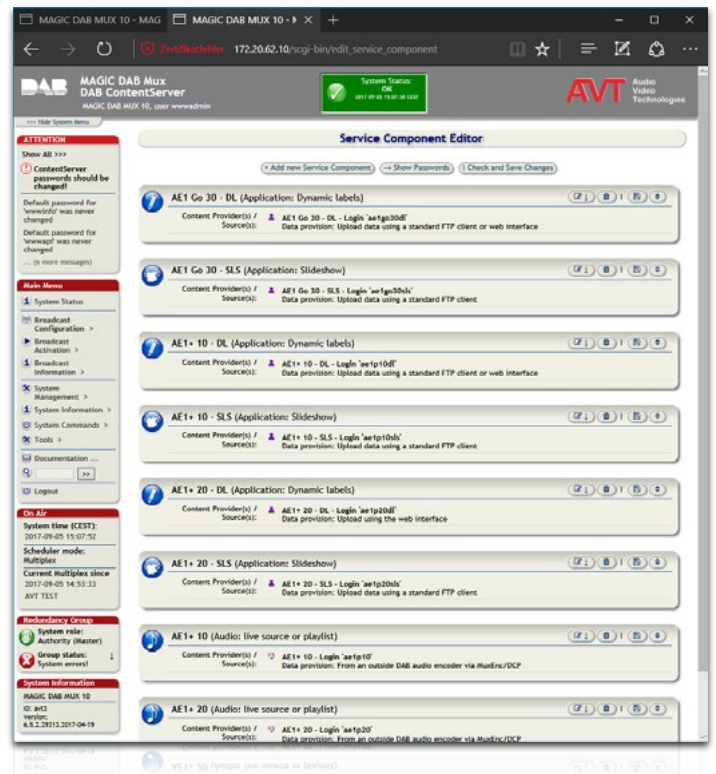 MAGIC DAB MUX 10 - MAG
MAGIC DAB MUX 10 - M
Zertifikatfehler 172.20.62.10/scgi-bin/edit_service_component
DAB
MAGIC DAB Mux
DAB ContentServer
MAGIC DAB MUX 10, user wwwadmin
System Status:
OK
2017-09-05 15:07:38 CEST
AVT Audio
Video
Technologies
<<< Hide System Menu
ATTENTION
Show All >>>
ContentServer
passwords should be
changed!
Default password for
'wwwinfo' was never
changed
Default password for
'wwwapi' was never
changed
... (6 more messages)
Main Menu
System Status
Broadcast
Configuration >
Broadcast
Activation >
Broadcast
Information >
System
Management >
System Information >
System Commands >
Tools >
Documentation ...
>>
Logout
On Air
System time (CEST):
2017-09-05 15:07:52
Scheduler mode:
Multiplex
Current Multiplex since
2017-09-05 14:53:33
AVT TEST
Redundancy Group
System role:
Authority (Master)
Group status:
System errors!
System Information
MAGIC DAB MUX 10
ID: avt3
Version:
6.5.2.29313.2017-04-19
Service Component Editor
+ Add new Service Component
→ Show Passwords
! Check and Save Changes
AE1 Go 30 - DL (Application: Dynamic labels)
Content Provider(s) /
Source(s):
AE1 Go 30 - DL - Login 'ae1go30dl'
Data provision: Upload data using a standard FTP client or web interface
AE1 Go 30 - SLS (Application: Slideshow)
Content Provider(s) /
Source(s):
AE1 Go 30 - SLS - Login 'ae1go30sls'
Data provision: Upload data using a standard FTP client
AE1+ 10 - DL (Application: Dynamic labels)
Content Provider(s) /
Source(s):
AE1+ 10 - DL - Login 'ae1p10dl'
Data provision: Upload data using a standard FTP client or web interface
AE1+ 10 - SLS (Application: Slideshow)
Content Provider(s) /
Source(s):
AE1+ 10 - SLS - Login 'ae1p10sls'
Data provision: Upload data using a standard FTP client
AE1+ 20 - DL (Application: Dynamic labels)
Content Provider(s) /
Source(s):
AE1+ 20 - DL - Login 'ae1p20dl'
Data provision: Upload using the web interface
AE1+ 20 - SLS (Application: Slideshow)
Content Provider(s) /
Source(s):
AE1+ 20 - SLS - Login 'ae1p20sls'
Data provision: Upload data using a standard FTP client
AE1+ 10 (Audio: live source or playlist)
Content Provider(s) /
Source(s):
AE1+ 10 - Login 'ae1p10'
Data provision: From an outside DAB audio encoder via MuxEnc/DCP
AE1+ 20 (Audio: live source or playlist)
Content Provider(s) /
Source(s):
AE1+ 20 - Login 'ae1p20'
Data provision: From an outside DAB audio encoder via MuxEnc/DCP